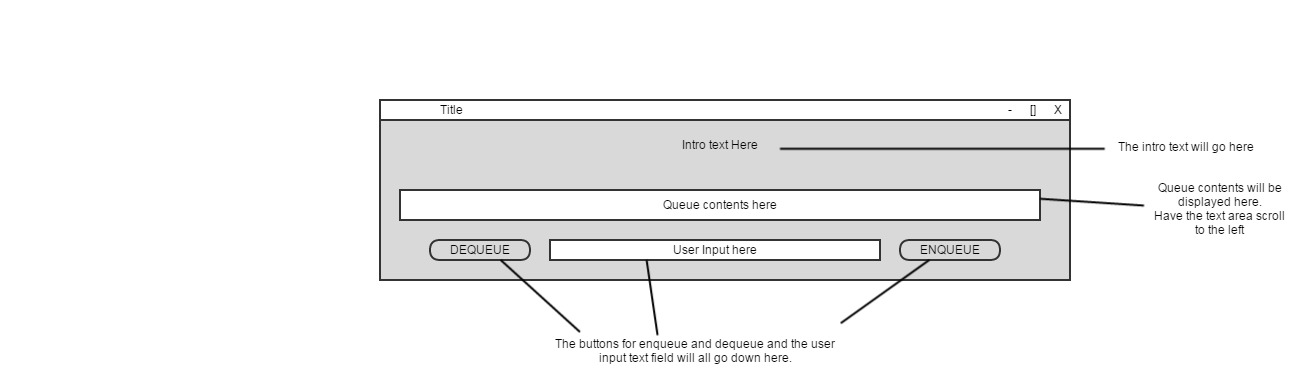 Title - [] X
Intro text Here
The intro text will go here
Queue contents will be
displayed here.
Have the text area scroll
to the left
Queue contents here
DEQUEUE
User Input here
ENQUEUE
The buttons for enqueue and dequeue and the user
input text field will all go down here.